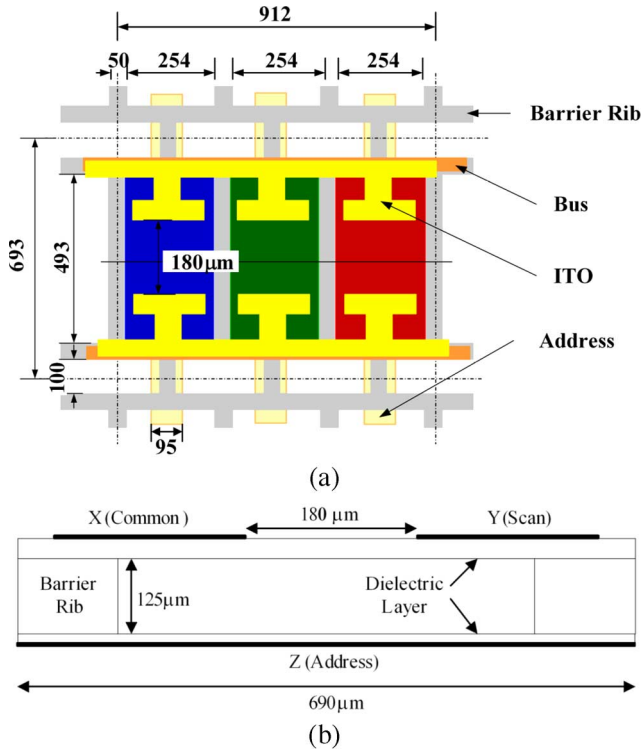 912
50 254 254 254
Barrier Rib
Bus
693
493
180μm
ITO
Address
100
95
(a)
X (Common ) 180 μm Y(Scan)
Barrier
Rib
125μm
Dielectric
Layer
Z (Address)
690μm
(b)